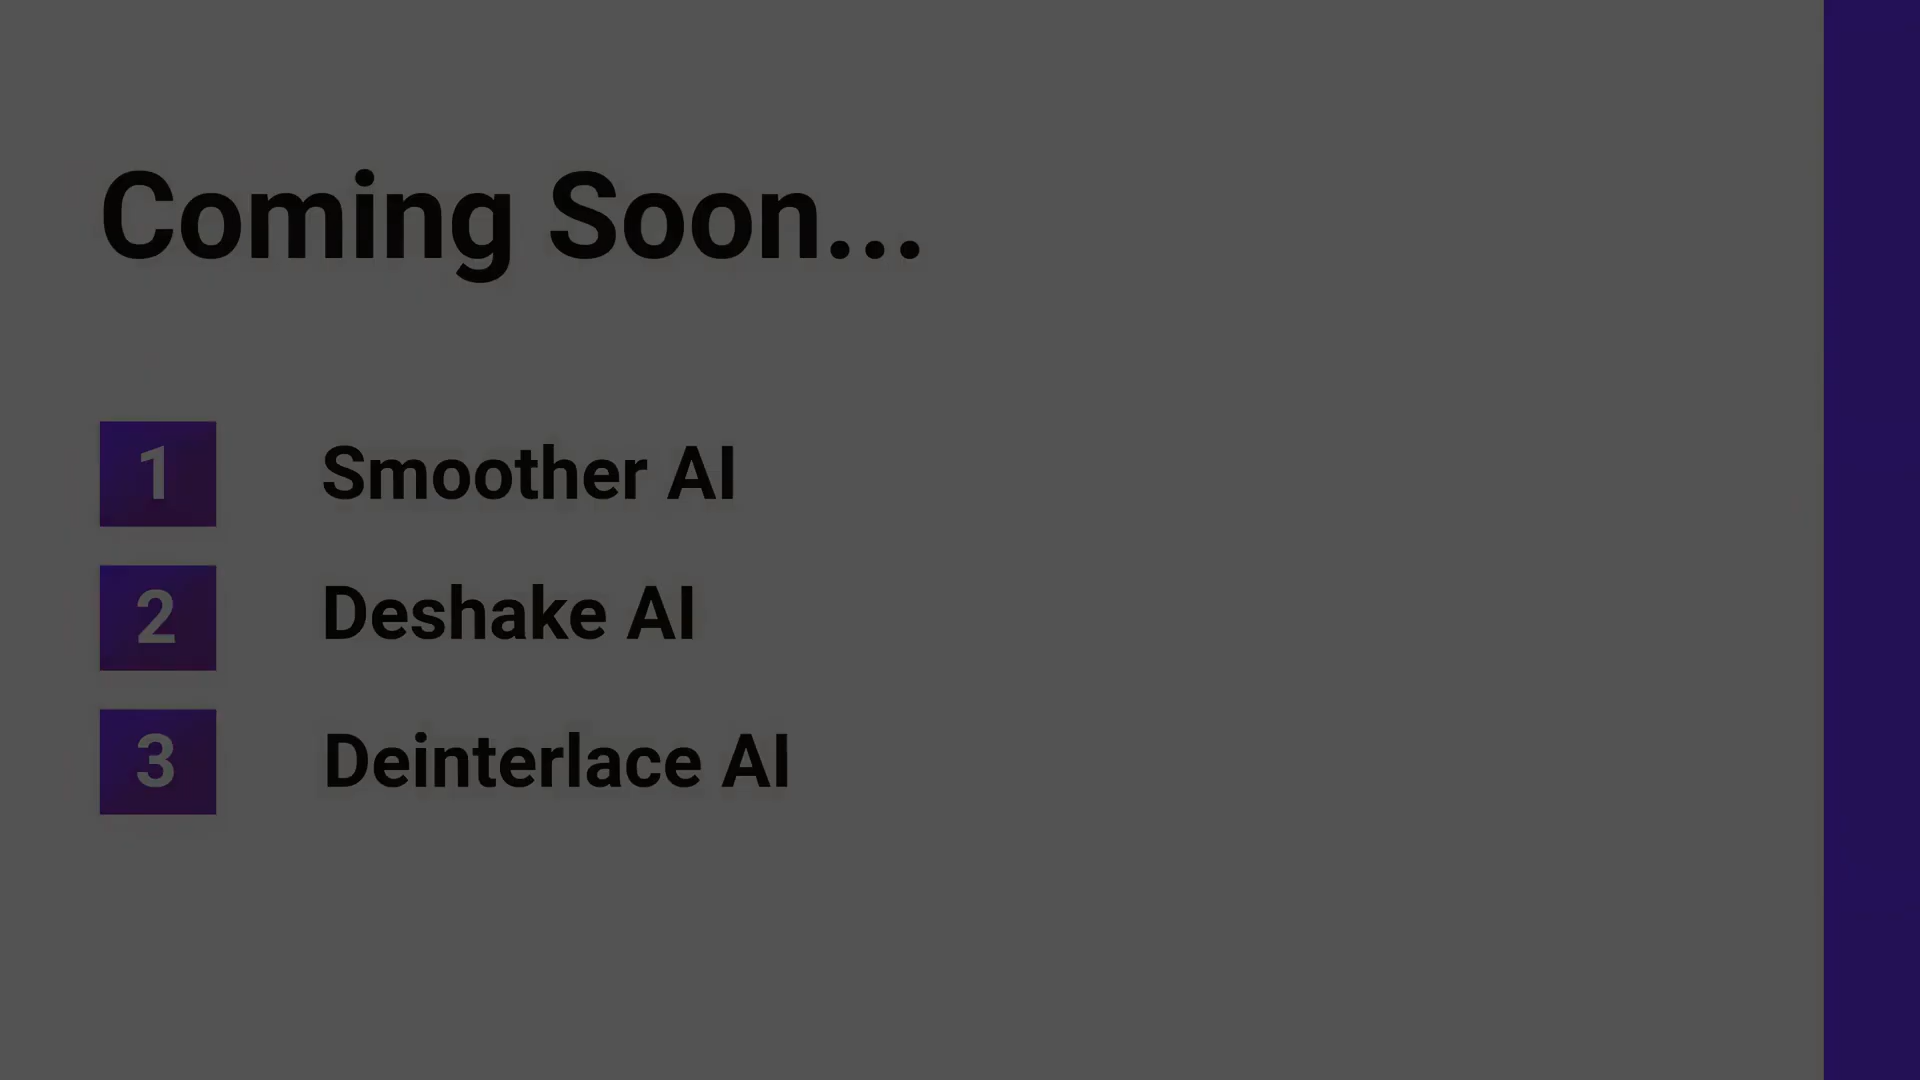 Coming Soon...
1 Smoother AI
2 Deshake AI
3 Deinterlace AI